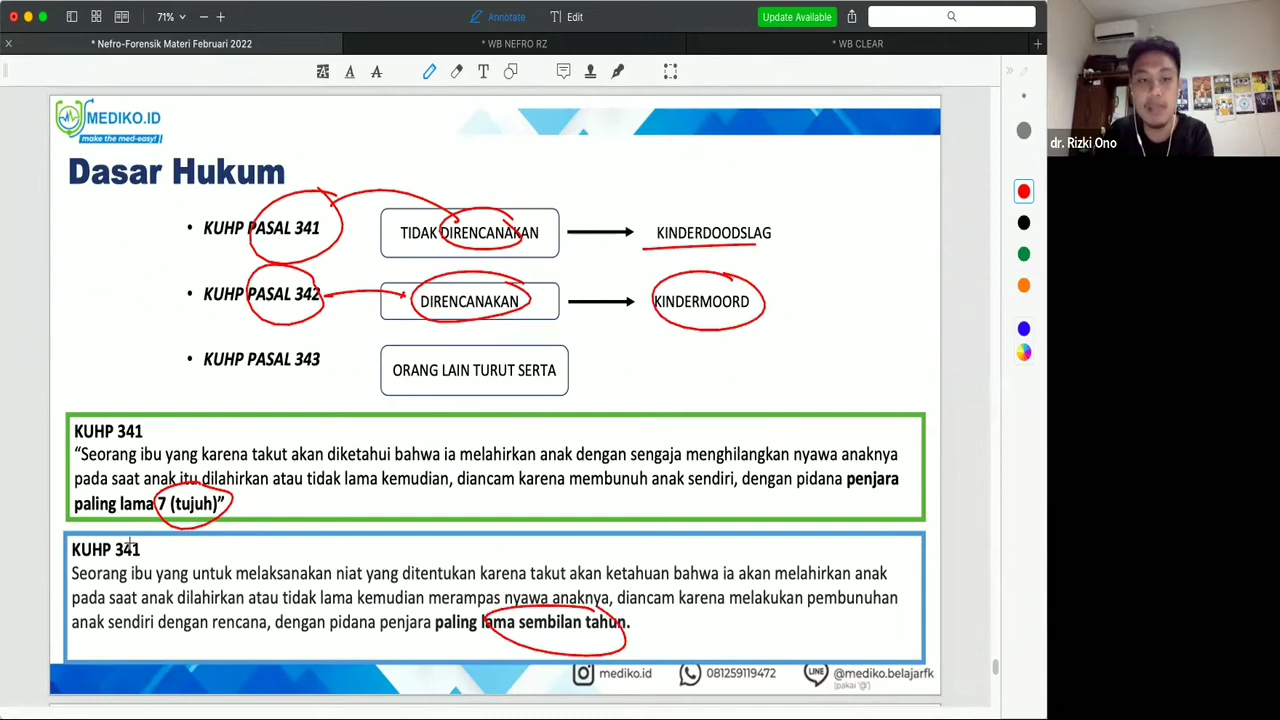 71%
Annotate
Edit
Update Available
* Nefro-Forensik Materi Februari 2022
* WB NEFRO RZ
* WB CLEAR
MEDIKO.ID
make the med-easy!
dr. Rizki Ono
Dasar Hukum
• KUHP PASAL 341
TIDAK DIRENCANAKAN
KINDERDOODSLAG
• KUHP PASAL 342
DIRENCANAKAN
KINDERMOORD
• KUHP PASAL 343
ORANG LAIN TURUT SERTA
KUHP 341
“Seorang ibu yang karena takut akan diketahui bahwa ia melahirkan anak dengan sengaja menghilangkan nyawa anaknya
pada saat anak itu dilahirkan atau tidak lama kemudian, diancam karena membunuh anak sendiri, dengan pidana penjara
paling lama 7 (tujuh)”
KUHP 341
Seorang ibu yang untuk melaksanakan niat yang ditentukan karena takut akan ketahuan bahwa ia akan melahirkan anak
pada saat anak dilahirkan atau tidak lama kemudian merampas nyawa anaknya, diancam karena melakukan pembunuhan
anak sendiri dengan rencana, dengan pidana penjara paling lama sembilan tahun.
mediko.id
081259119472
LINE
@mediko.belajarfk
(pakai '@')